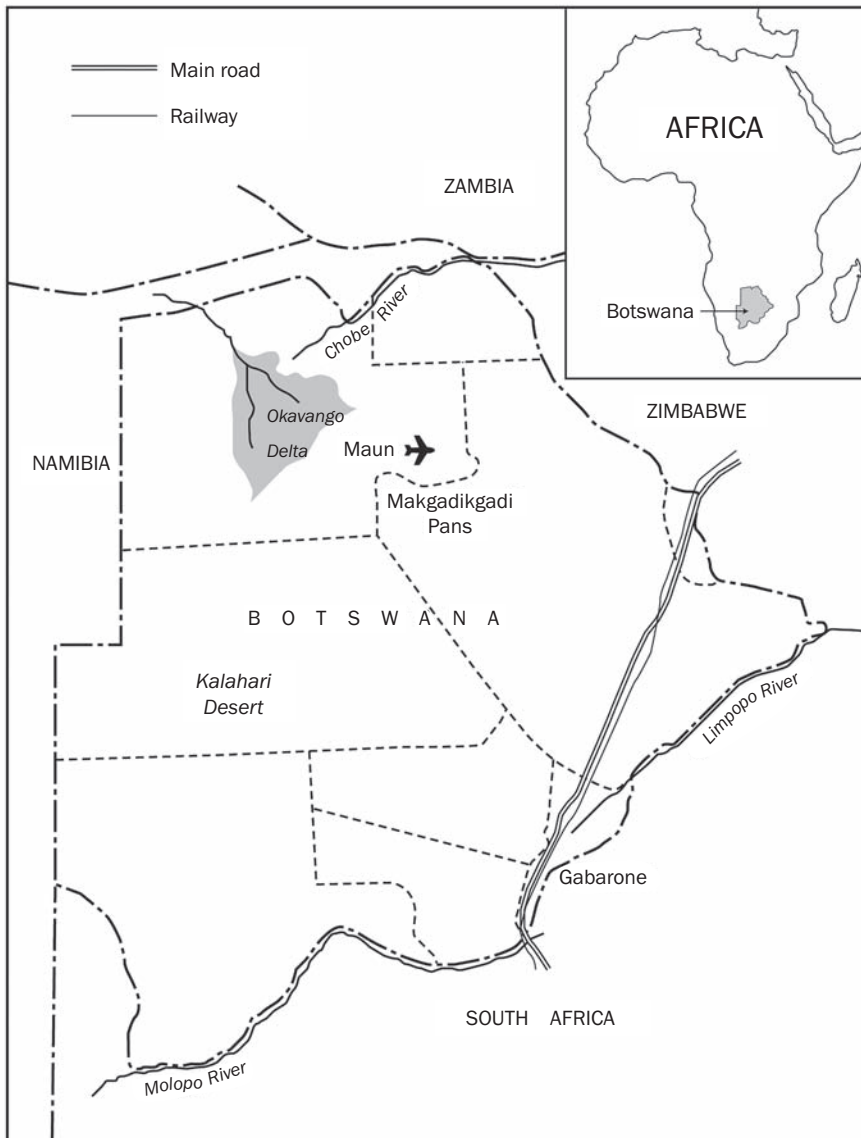 Main road
Railway
AFRICA
ZAMBIA
Botswana
Chobe River
ZIMBABWE
Okavango
Delta
Maun
NAMIBIA
Makgadikgadi
Pans
BOTSWANA
Kalahari
Desert
Limpopo River
Gabarone
SOUTH AFRICA
Molopo River